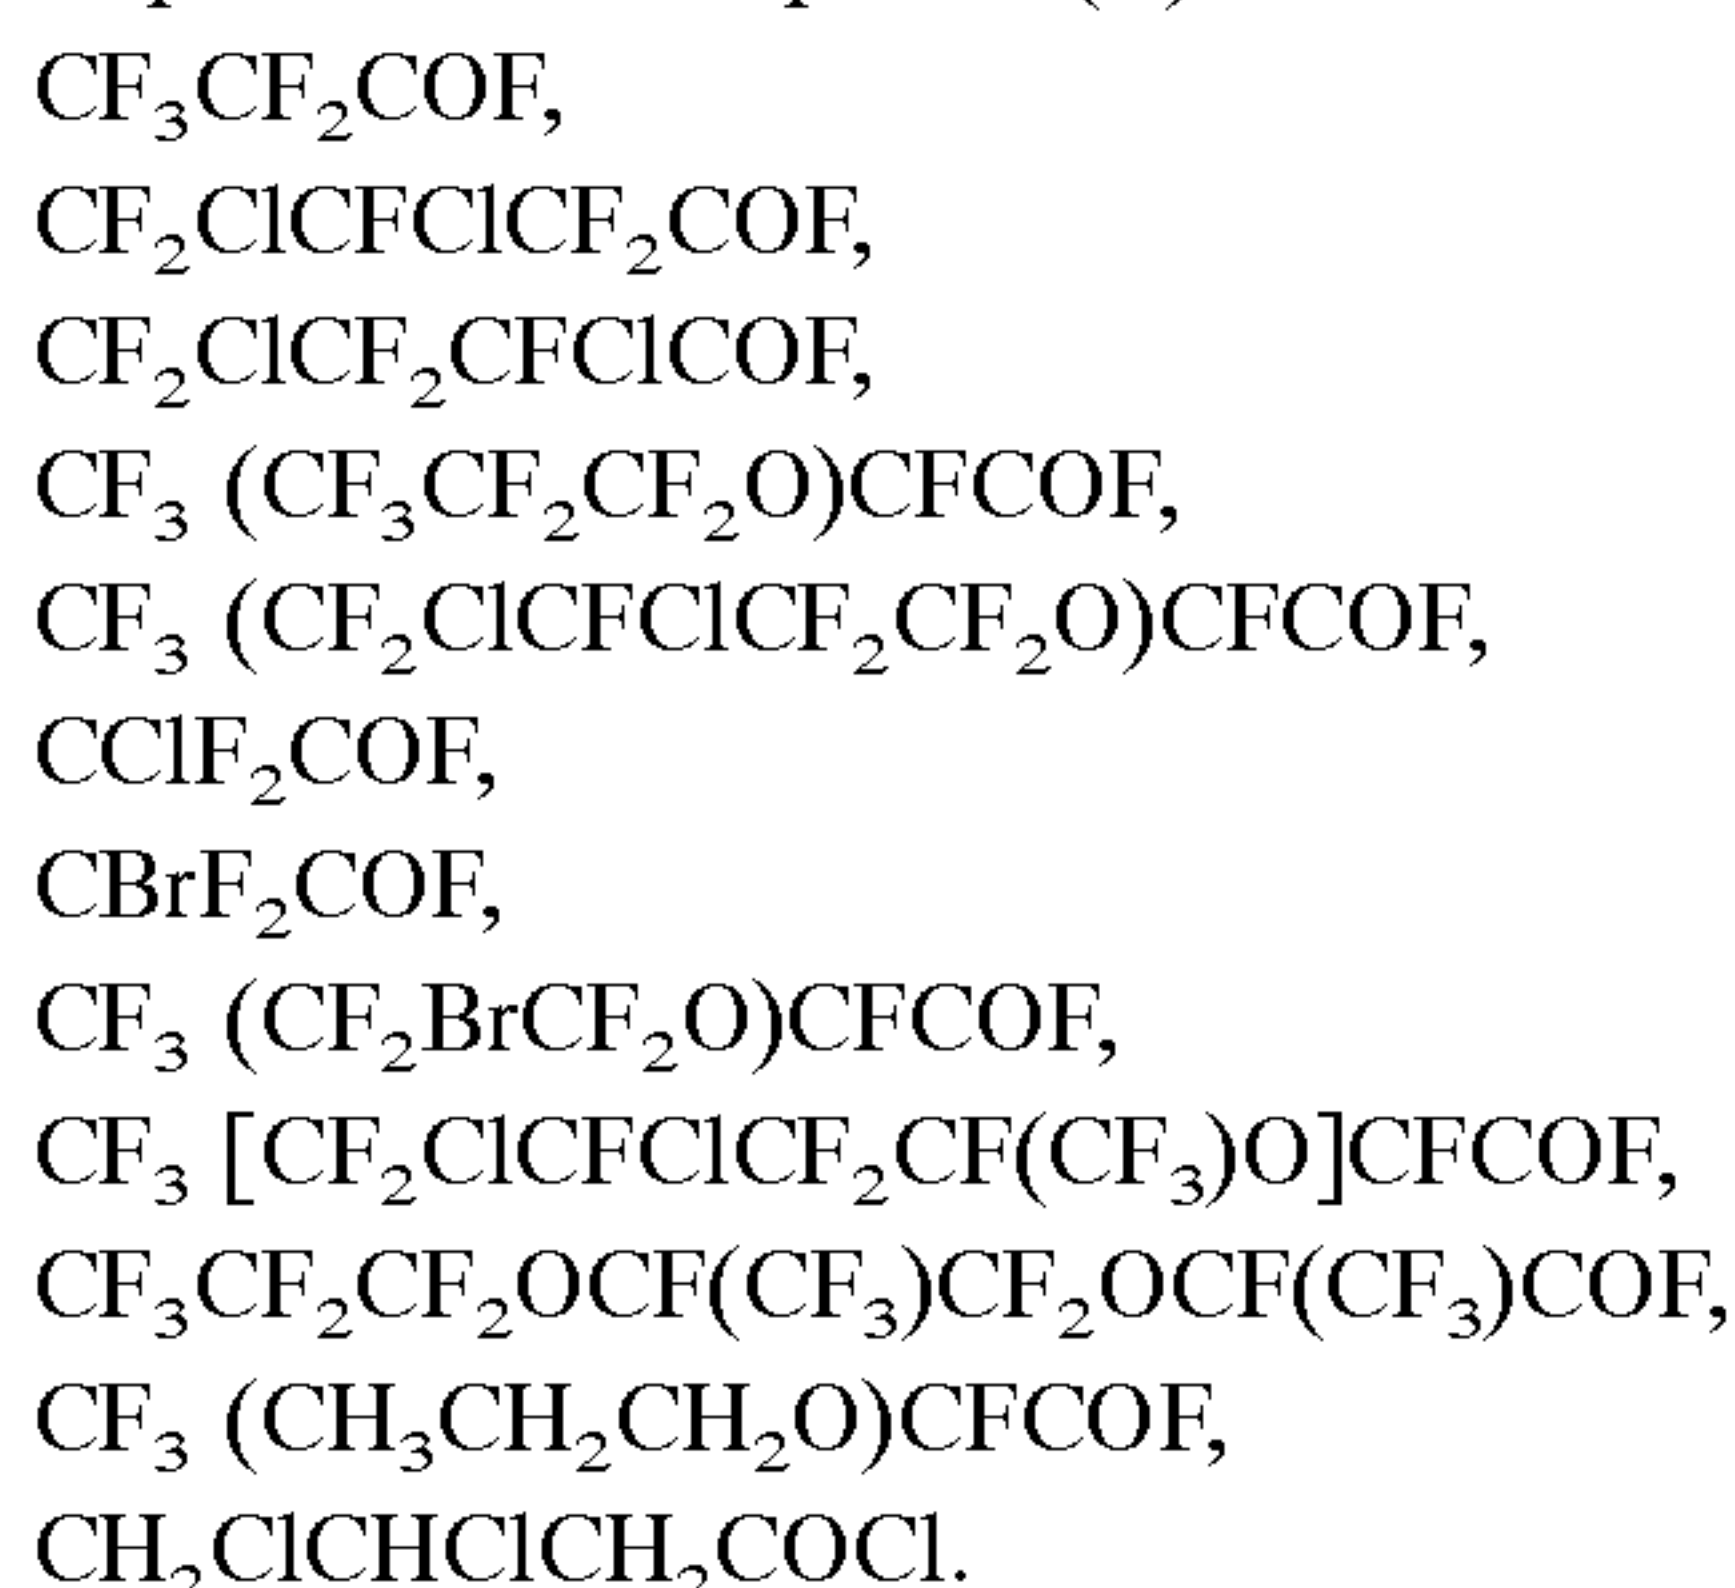 CF₃CF₂COF,
CF₂ClCFClCF₂COF,
CF₂ClCF₂CFClCOF,
CF₃ (CF₃CF₂CF₂O)CFCOF,
CF₃ (CF₂ClCFClCF₂CF₂O)CFCOF,
CClF₂COF,
CBrF₂COF,
CF₃ (CF₂BrCF₂O)CFCOF,
CF₃ [CF₂ClCFClCF₂CF(CF₃)O]CFCOF,
CF₃CF₂CF₂OCF(CF₃)CF₂OCF(CF₃)COF,
CF₃ (CH₃CH₂CH₂O)CFCOF,
CH₂ClCHClCH₂COCl.